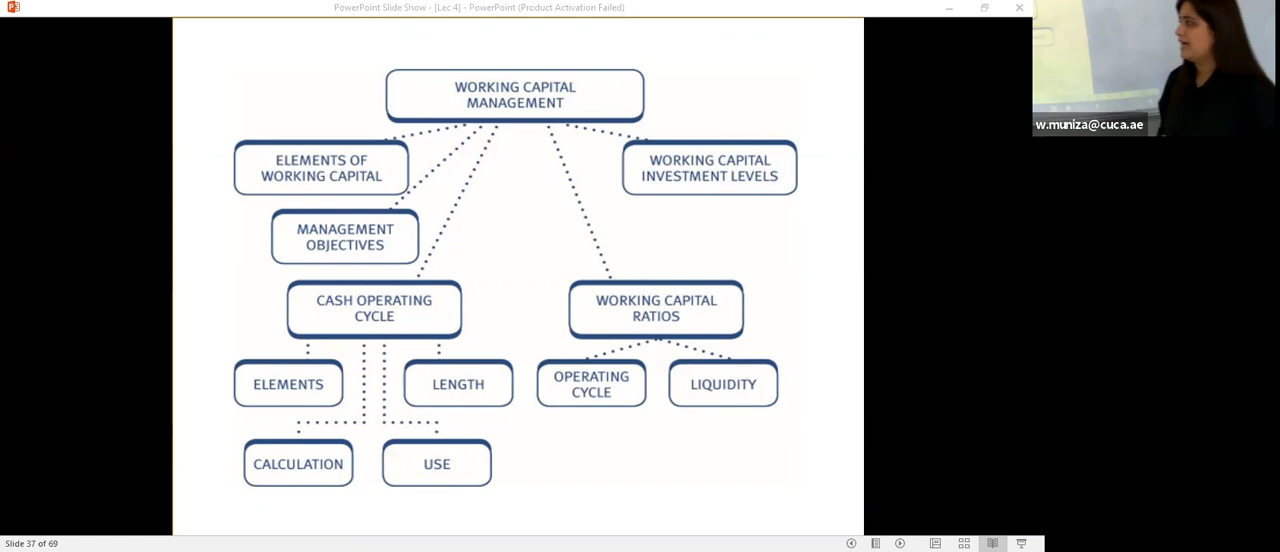 PowerPoint Slide Show - [Lec 4] - PowerPoint (Product Activation Failed)
w.muniza@cuca.ae
WORKING CAPITAL
MANAGEMENT
ELEMENTS OF
WORKING CAPITAL
WORKING CAPITAL
INVESTMENT LEVELS
MANAGEMENT
OBJECTIVES
CASH OPERATING
CYCLE
WORKING CAPITAL
RATIOS
ELEMENTS
LENGTH
OPERATING
CYCLE
LIQUIDITY
CALCULATION
USE
Slide 37 of 69